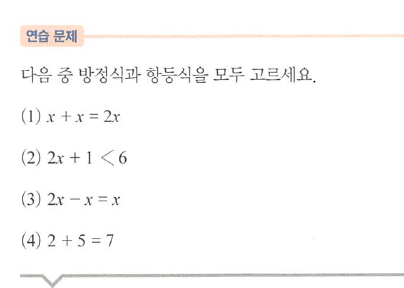 연습 문제
다음 중 방정식과 항등식을 모두 고르세요.
(1) x + x = 2x
(2) 2x + 1 < 6
(3) 2x − x = x
(4) 2 + 5 = 7